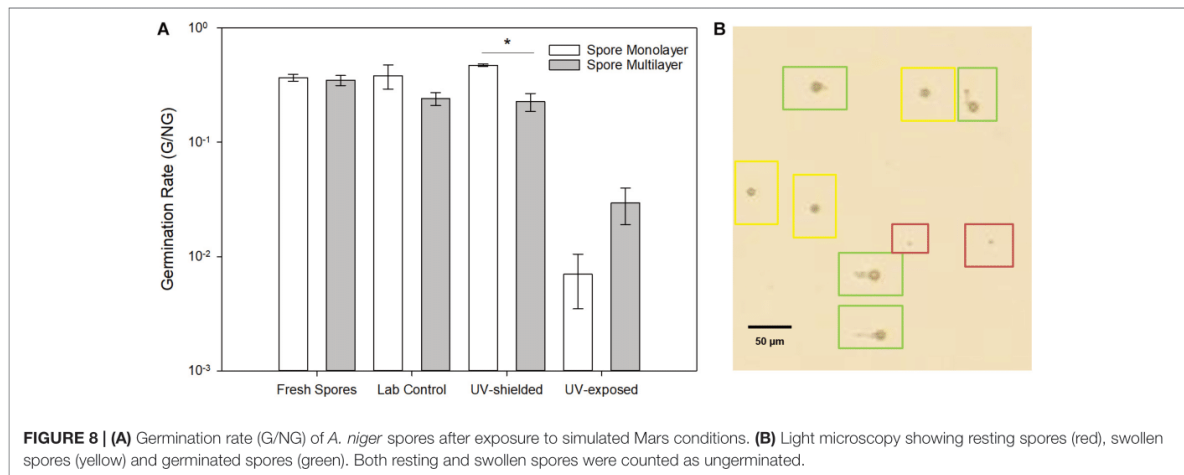 A
B
10⁰
*
Spore Monolayer
Spore Multilayer
10⁻¹
Germination Rate (G/NG)
10⁻²
10⁻³
Fresh Spores Lab Control UV-shielded UV-exposed
50 µm
FIGURE 8 | (A) Germination rate (G/NG) of A. niger spores after exposure to simulated Mars conditions. (B) Light microscopy showing resting spores (red), swollen
spores (yellow) and germinated spores (green). Both resting and swollen spores were counted as ungerminated.